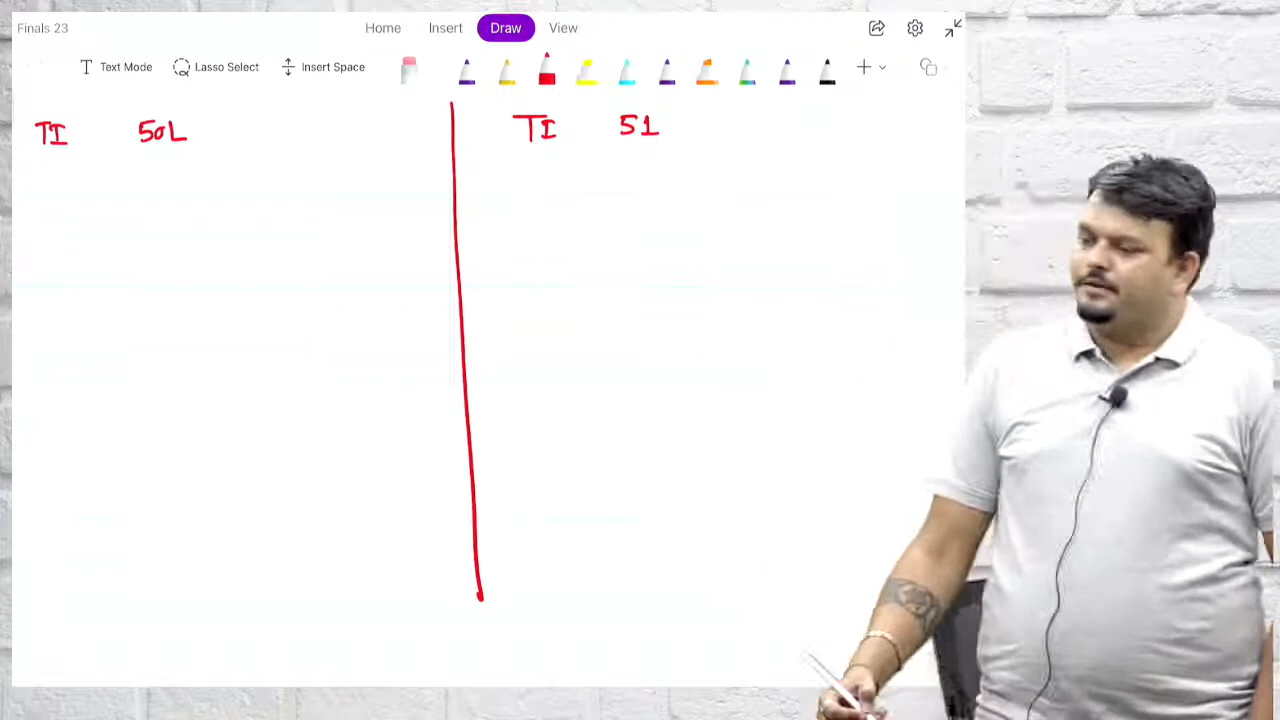 Finals 23
Home Insert Draw View
Text Mode Lasso Select Insert Space
TI 50L
TI 51